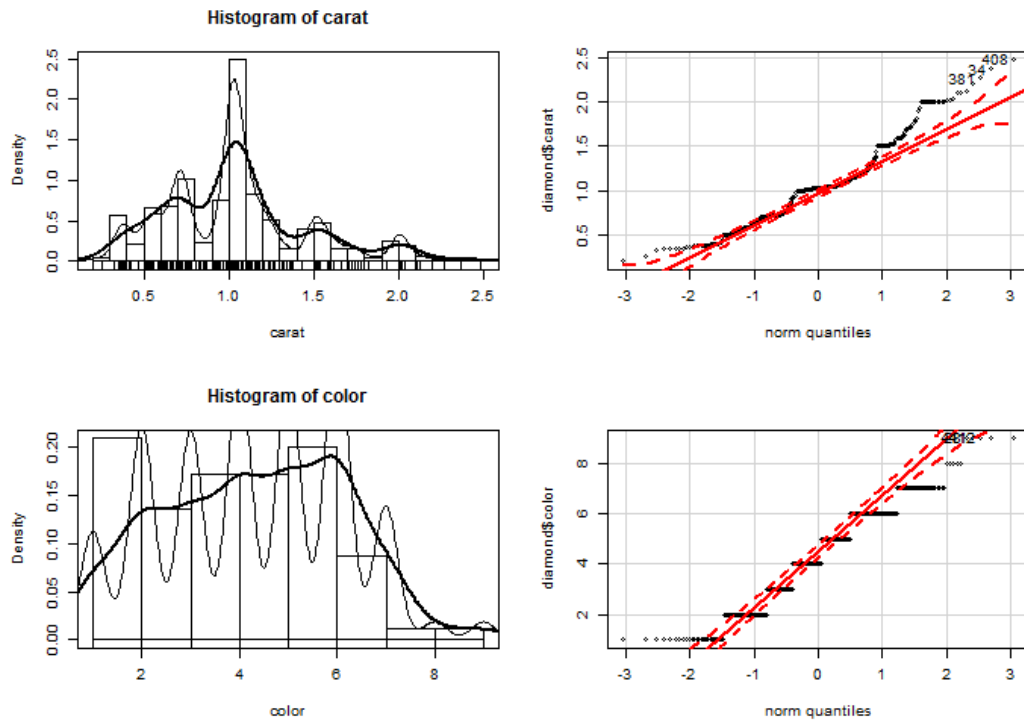 Histogram of carat
Density
0.0 0.5 1.0 1.5 2.0 2.5
0.5 1.0 1.5 2.0 2.5
carat
diamond$carat
0.5 1.0 1.5 2.0 2.5
381 34 408
-3 -2 -1 0 1 2 3
norm quantiles
Histogram of color
Density
0.00 0.05 0.10 0.15 0.20
2 4 6 8
color
diamond$color
2 4 6 8
-3 -2 -1 0 1 2 3
norm quantiles